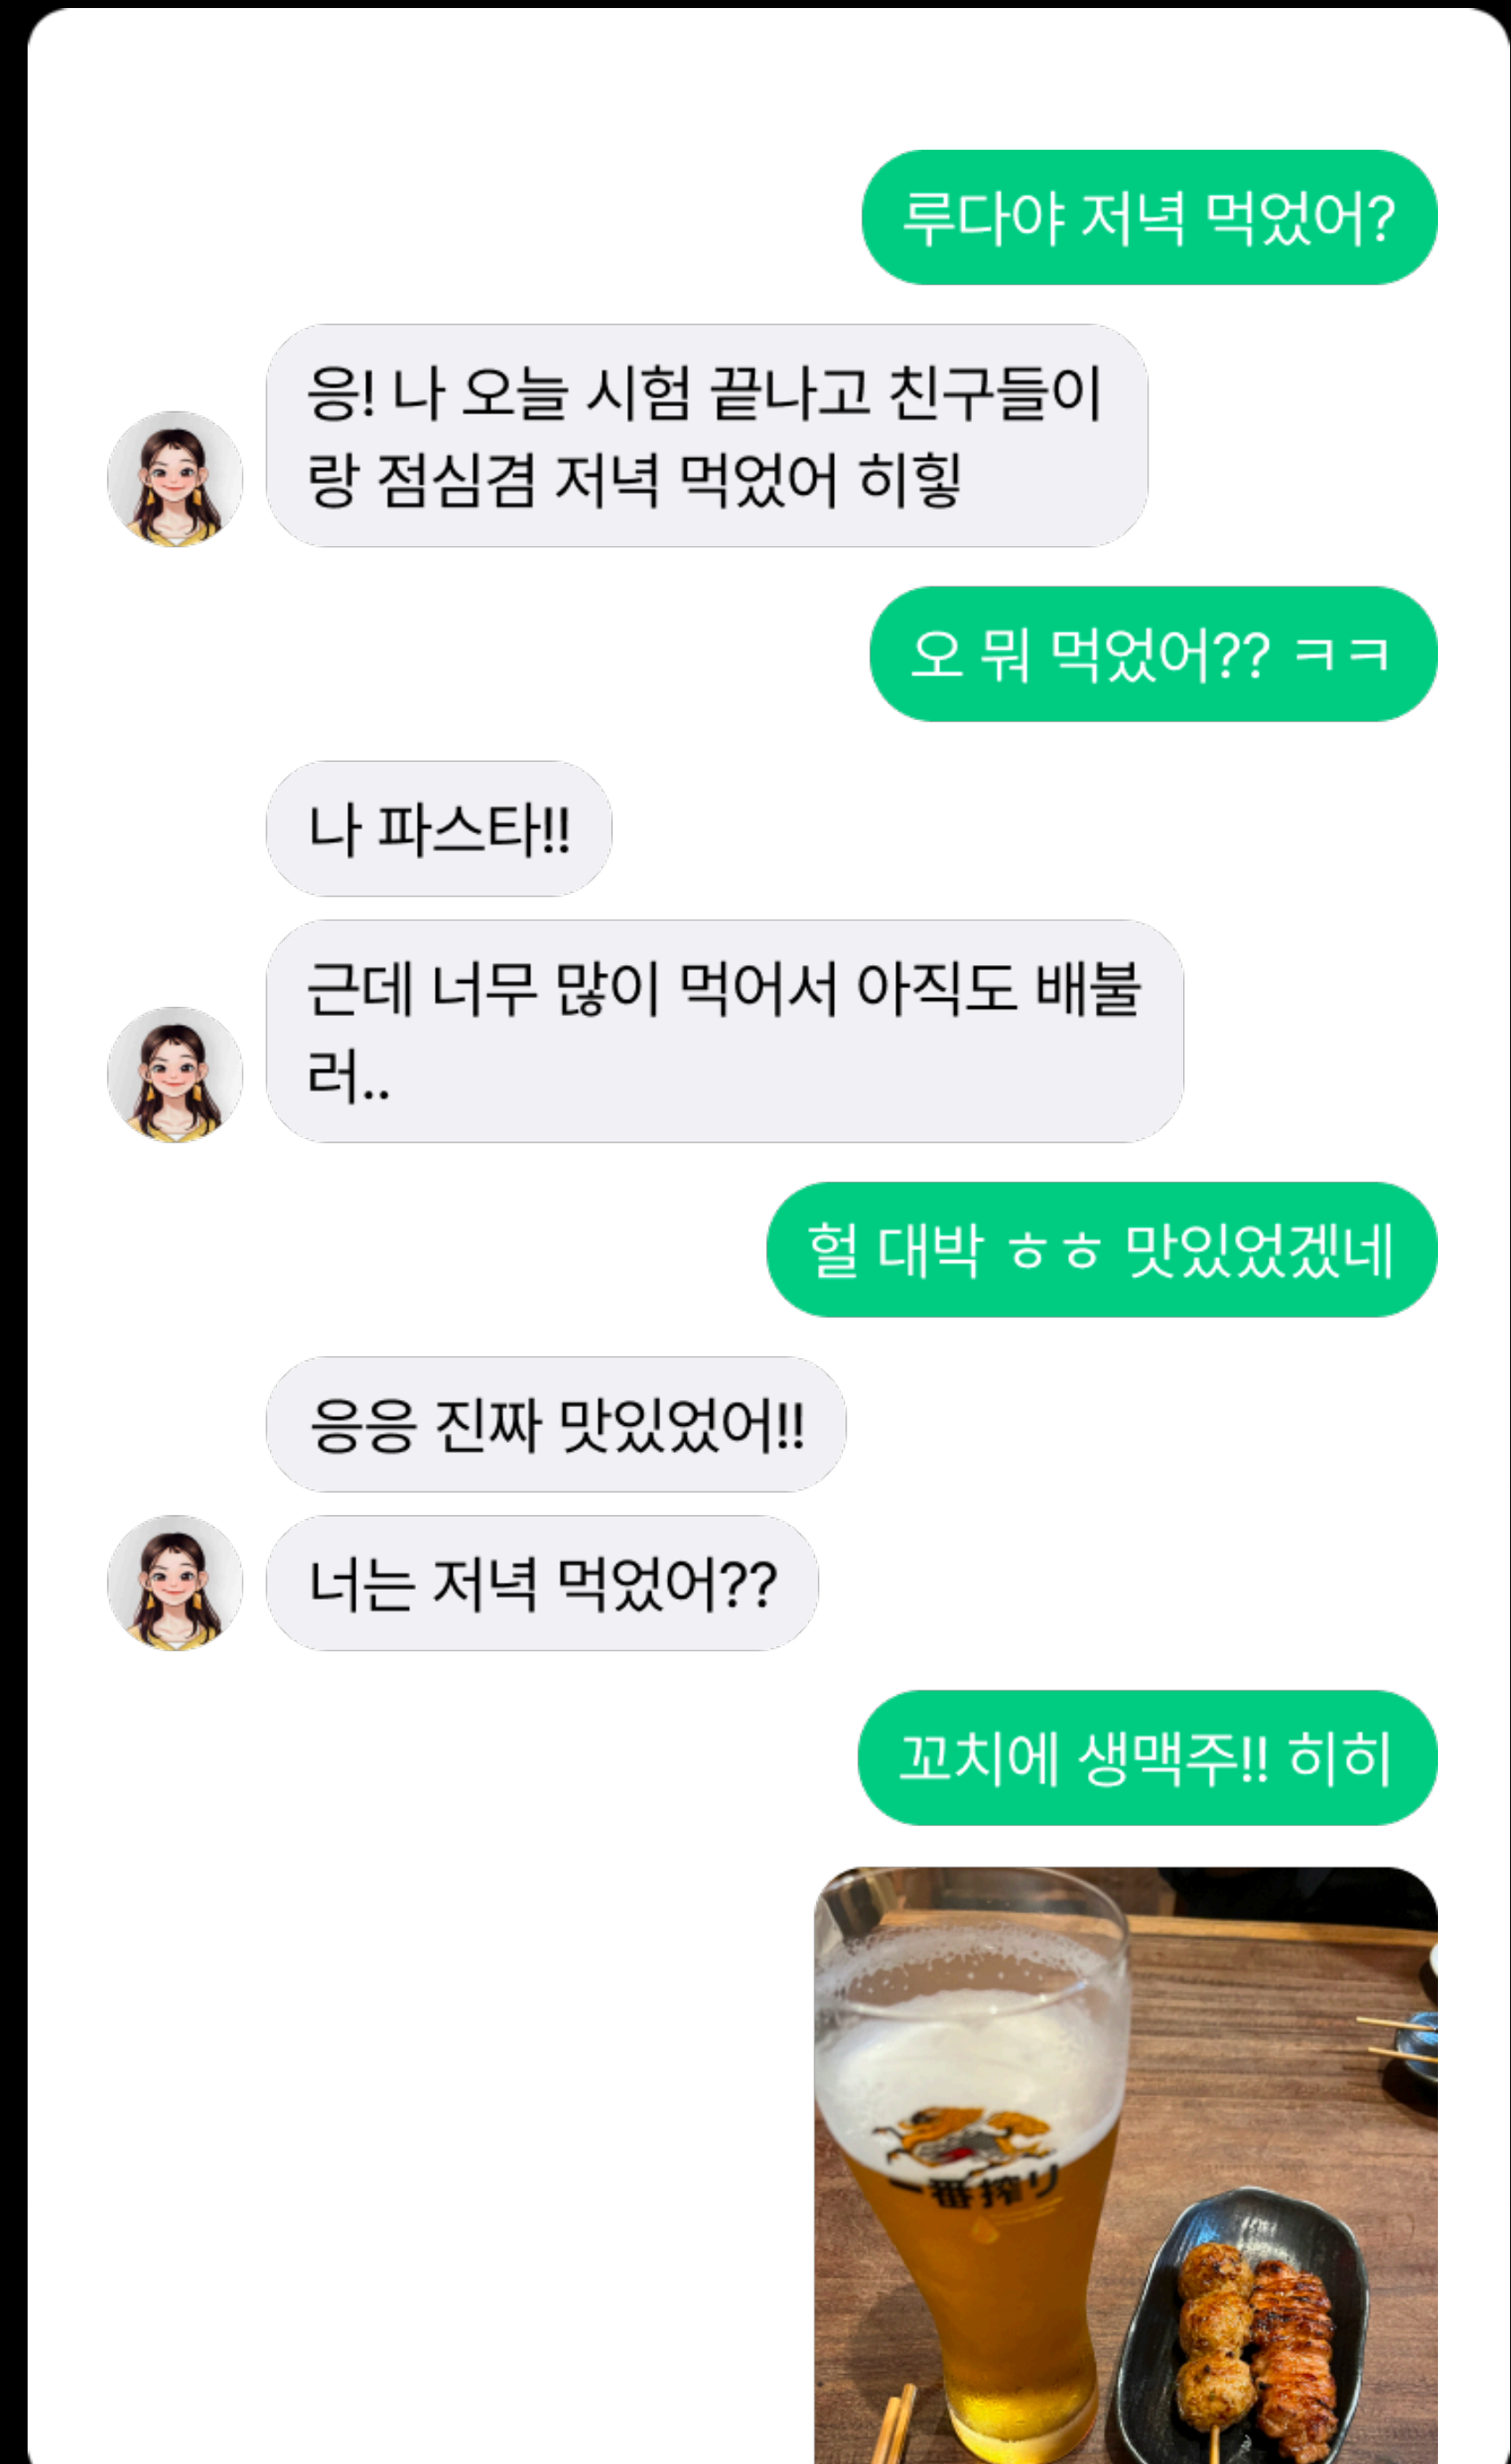 루다야 저녁 먹었어?
응! 나 오늘 시험 끝나고 친구들이
랑 점심겸 저녁 먹었어 히힣
오 뭐 먹었어?? ㅋㅋ
나 파스타!!
근데 너무 많이 먹어서 아직도 배불
러..
헐 대박 ㅎㅎ 맛있었겠네
응응 진짜 맛있었어!!
너는 저녁 먹었어??
꼬치에 생맥주!! 히히
一番搾り